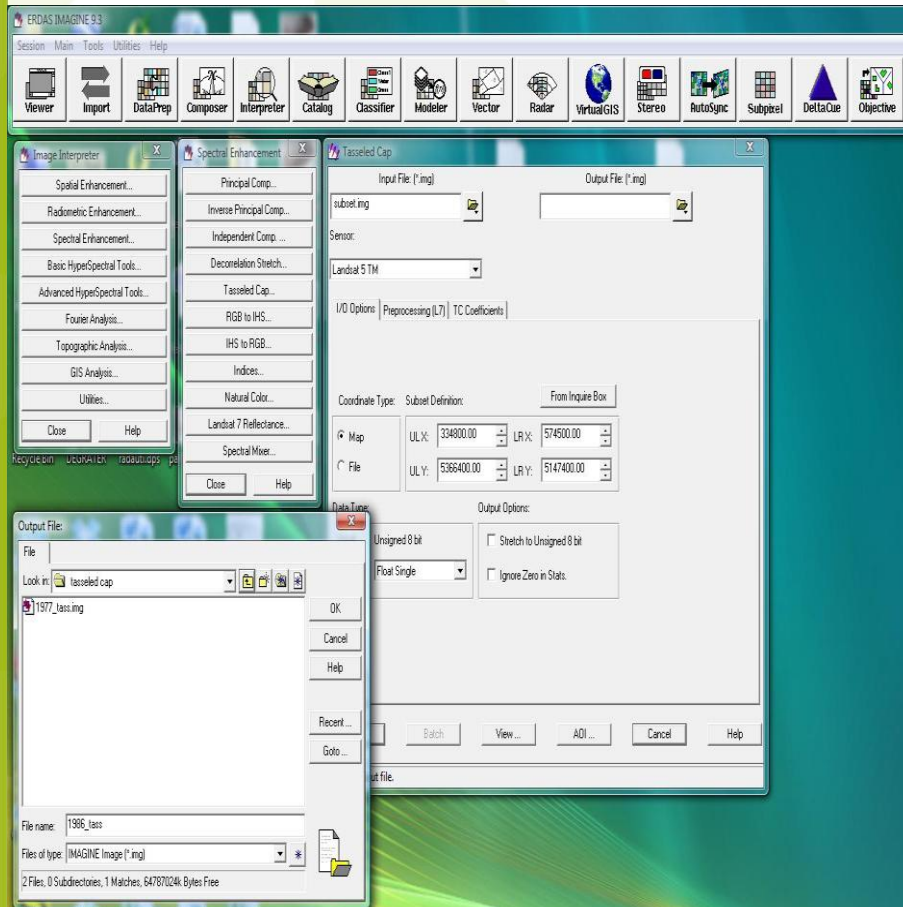 ERDAS IMAGINE 9.3
Session Main Tools Utilities Help
Viewer Import DataPrep Composer Interpreter Catalog Classifier Modeler Vector Radar VirtualGIS Stereo AutoSync Subpixel DeltaCue Objective
Image Interpreter
Spatial Enhancement...
Radiometric Enhancement...
Spectral Enhancement...
Basic HyperSpectral Tools...
Advanced HyperSpectral Tools...
Fourier Analysis...
Topographic Analysis...
GIS Analysis...
Utilities...
Close Help
Recycle Bin DEGRATER radauti.dps
Spectral Enhancement
Principal Comp...
Inverse Principal Comp...
Independent Comp. ...
Decorrelation Stretch...
Tasseled Cap...
RGB to IHS...
IHS to RGB...
Indices...
Natural Color...
Landsat 7 Reflectance...
Spectral Mixer...
Close Help
Tasseled Cap
Input File: (*.img) Output File: (*.img)
subset.img
Sensor:
Landsat 5 TM
I/O Options Preprocessing (L7) TC Coefficients
Coordinate Type: Subset Definition: From Inquire Box
Map ULX: 334800.00 LRX: 574500.00
File ULY: 5366400.00 LRY: 5147400.00
Data Type: Output Options:
Unsigned 8 bit Stretch to Unsigned 8 bit
Float Single Ignore Zero in Stats.
Batch View ... AOI ... Cancel Help
ut file.
Output File:
File
Look in: tasseled cap
1977_tass.img
OK
Cancel
Help
Recent ...
Goto ...
File name: 1986_tass
Files of type: IMAGINE Image (*.img)
2 Files, 0 Subdirectories, 1 Matches, 64787024k Bytes Free